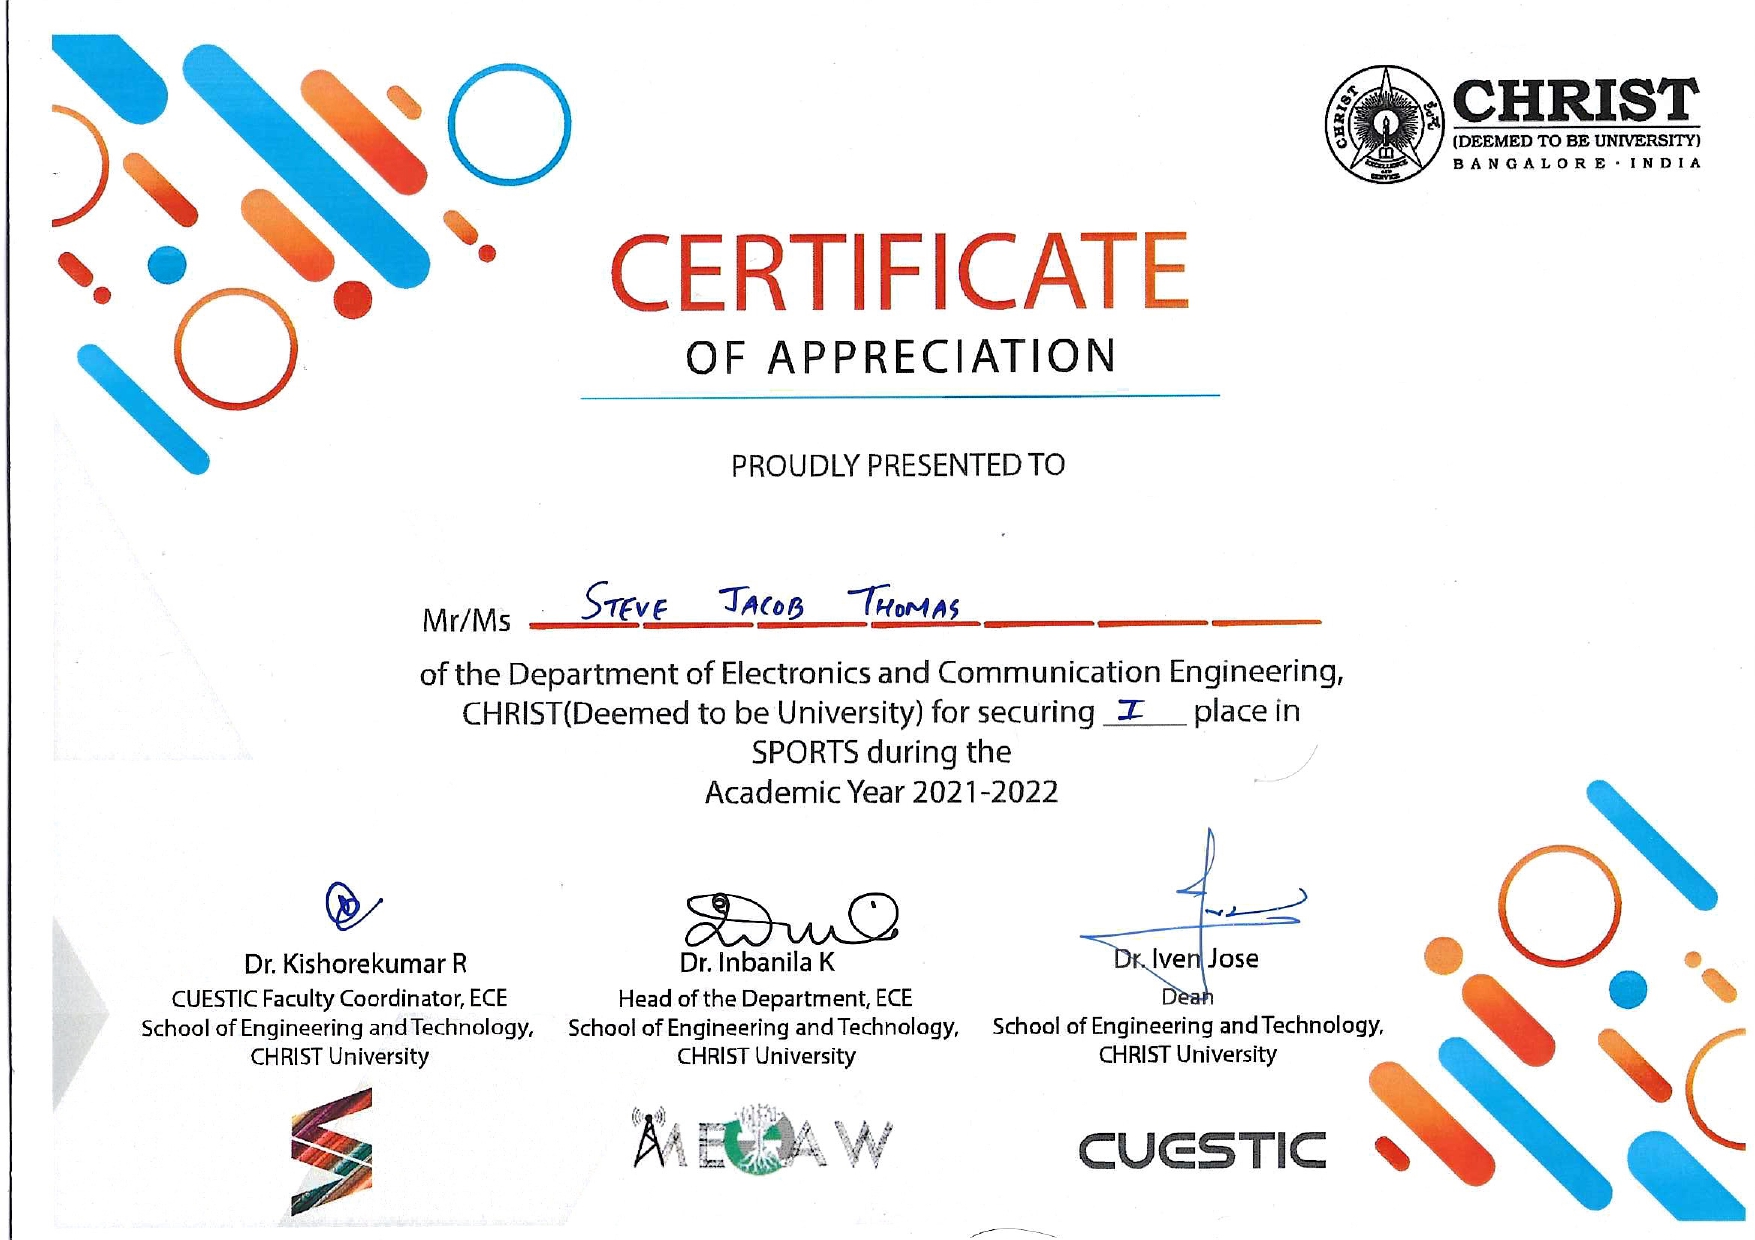 CHRIST
CHRIST
(DEEMED TO BE UNIVERSITY)
BANGALORE · INDIA
EXCELLENCE
AND
SERVICE
CERTIFICATE
OF APPRECIATION
PROUDLY PRESENTED TO
Mr/Ms STEVE JACOB THOMAS
of the Department of Electronics and Communication Engineering,
CHRIST(Deemed to be University) for securing I place in
SPORTS during the
Academic Year 2021-2022
Dr. Kishorekumar R
CUESTIC Faculty Coordinator, ECE
School of Engineering and Technology,
CHRIST University
Dr. Inbanila K
Head of the Department, ECE
School of Engineering and Technology,
CHRIST University
Dr. Iven Jose
Dean
School of Engineering and Technology,
CHRIST University
CUESTIC